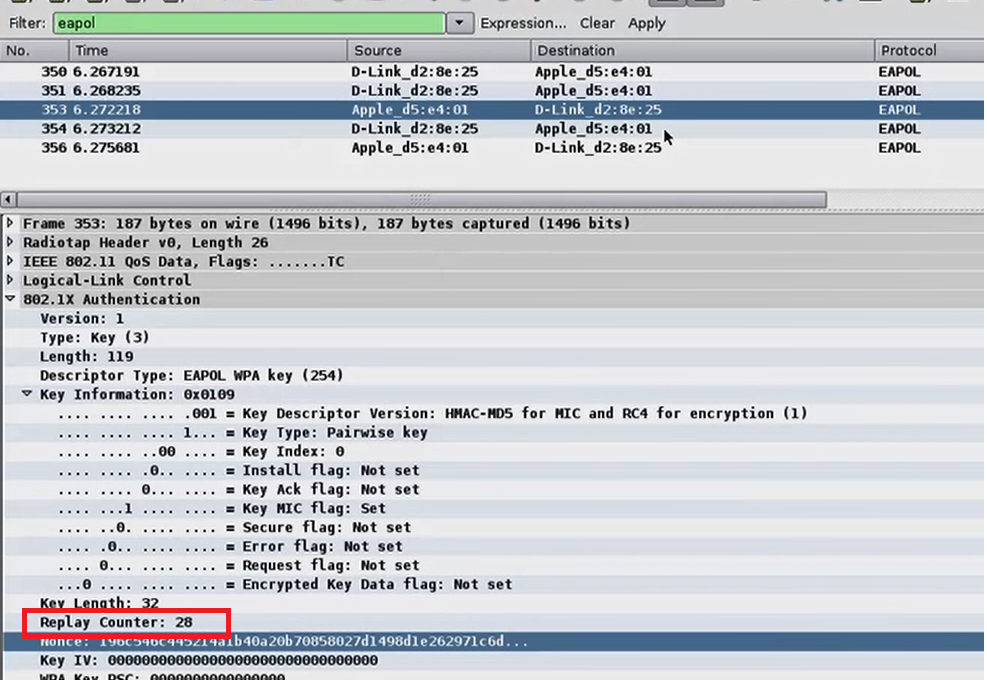 Filter: eapol Expression... Clear Apply
No. Time Source Destination Protocol
350 6.267191 D-Link_d2:8e:25 Apple_d5:e4:01 EAPOL
351 6.268235 D-Link_d2:8e:25 Apple_d5:e4:01 EAPOL
353 6.272218 Apple_d5:e4:01 D-Link_d2:8e:25 EAPOL
354 6.273212 D-Link_d2:8e:25 Apple_d5:e4:01 EAPOL
356 6.275681 Apple_d5:e4:01 D-Link_d2:8e:25 EAPOL
Frame 353: 187 bytes on wire (1496 bits), 187 bytes captured (1496 bits)
Radiotap Header v0, Length 26
IEEE 802.11 QoS Data, Flags: .......TC
Logical-Link Control
802.1X Authentication
Version: 1
Type: Key (3)
Length: 119
Descriptor Type: EAPOL WPA key (254)
Key Information: 0x0109
.... .... .... .001 = Key Descriptor Version: HMAC-MD5 for MIC and RC4 for encryption (1)
.... .... .... 1... = Key Type: Pairwise key
.... .... ..00 .... = Key Index: 0
.... .... .0.. .... = Install flag: Not set
.... .... 0... .... = Key Ack flag: Not set
.... ...1 .... .... = Key MIC flag: Set
.... ..0. .... .... = Secure flag: Not set
.... .0.. .... .... = Error flag: Not set
.... 0... .... .... = Request flag: Not set
...0 .... .... .... = Encrypted Key Data flag: Not set
Key Length: 32
Replay Counter: 28
Nonce: 196c546c445214a1b40a20b70858027d1498d1e262971c6d...
Key IV: 00000000000000000000000000000000
WPA Key RSC: 0000000000000000